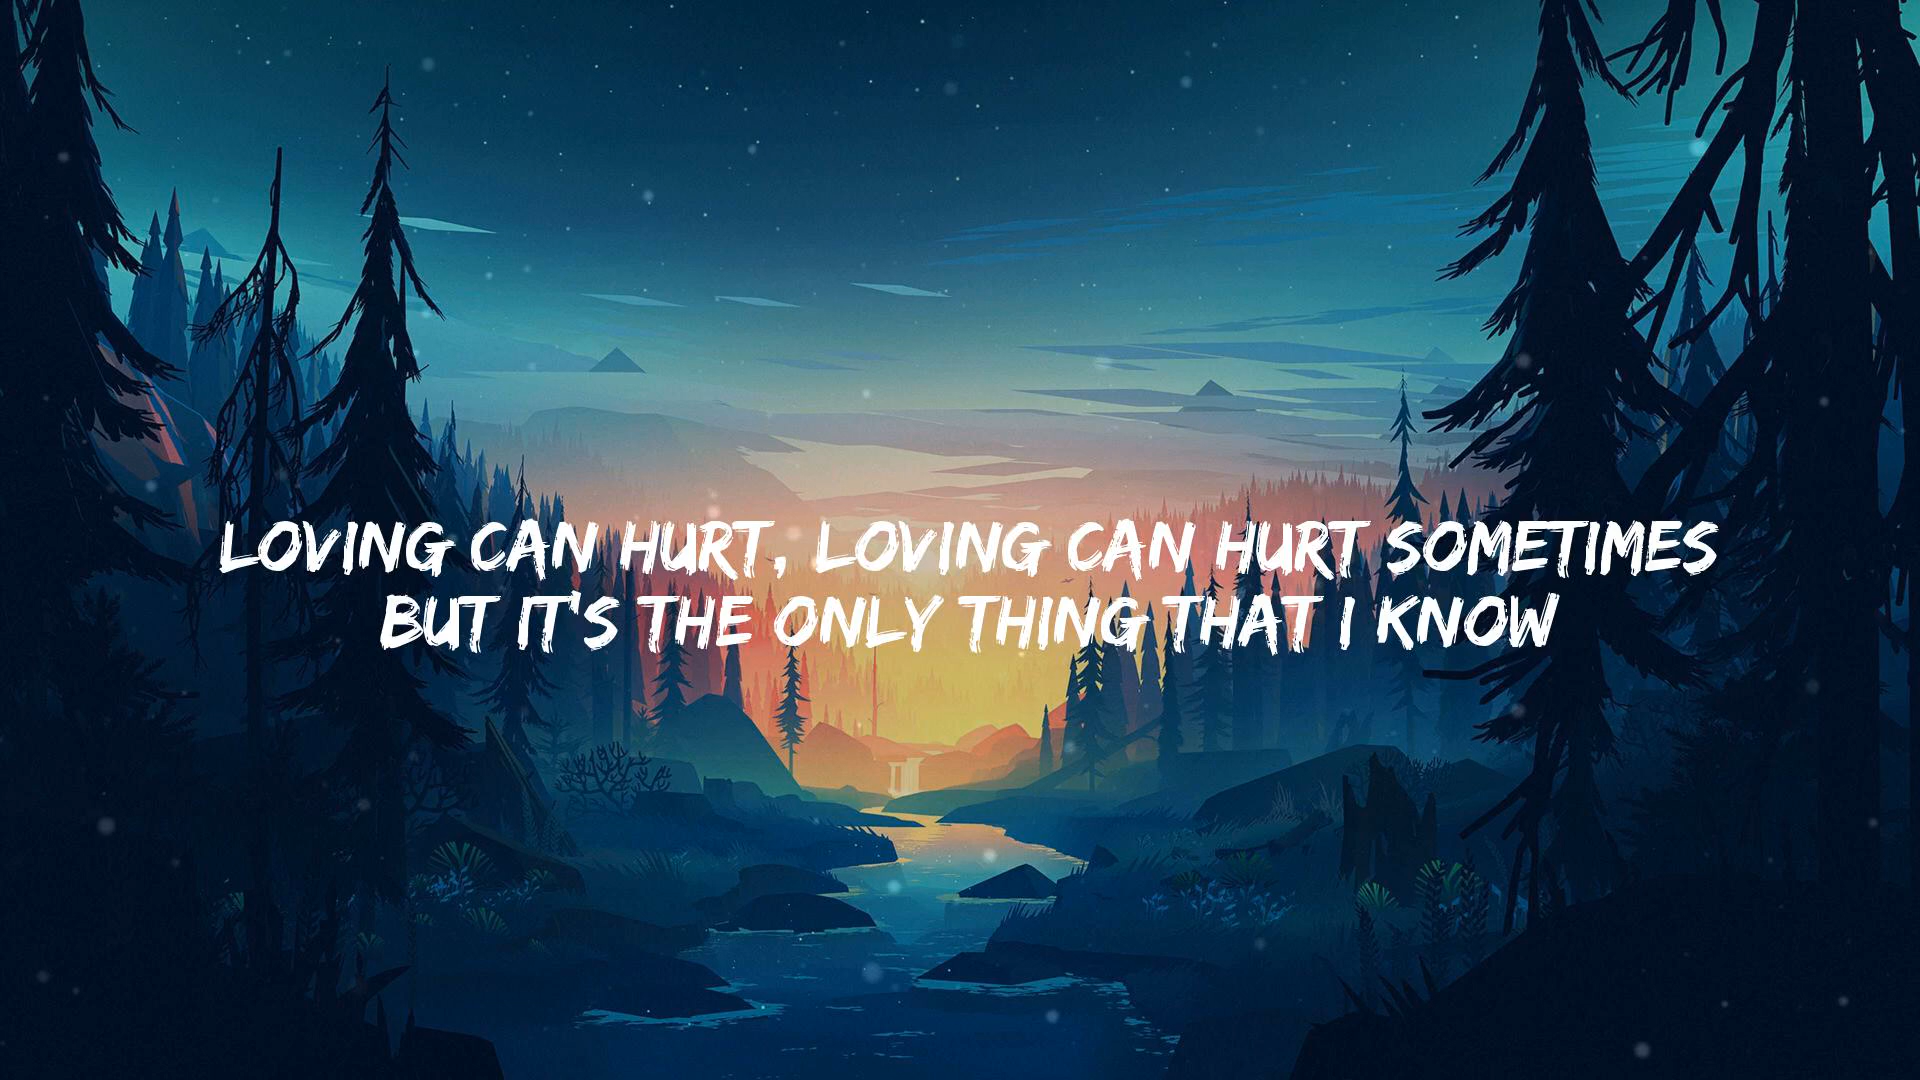 LOVING CAN HURT, LOVING CAN HURT SOMETIMES
BUT IT'S THE ONLY THING THAT I KNOW